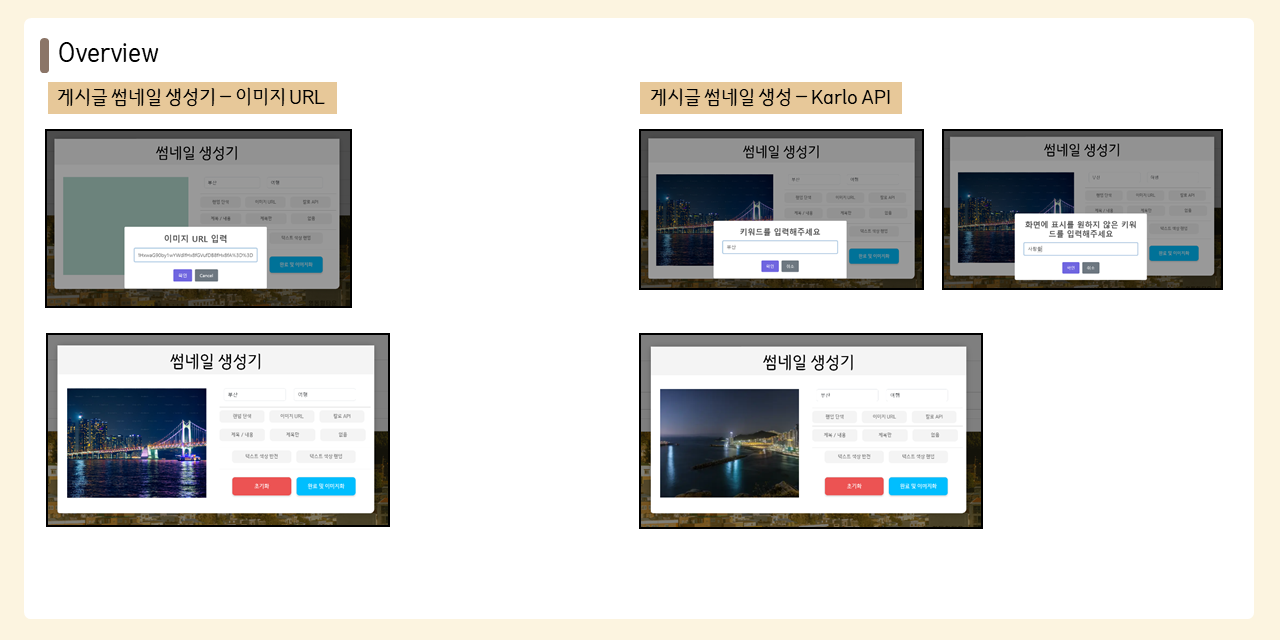 Overview
게시글 썸네일 생성기 – 이미지 URL
썸네일 생성기
부산
여행
랜덤 단색
이미지 URL
칼로 API
제목 / 내용
제목만
없음
텍스트 색상 랜덤
완료 및 이미지화
이미지 URL 입력
확인
Cancel
썸네일 생성기
부산
여행
랜덤 단색
이미지 URL
칼로 API
제목 / 내용
제목만
없음
텍스트 색상 반전
텍스트 색상 랜덤
초기화
완료 및 이미지화
게시글 썸네일 생성 – Karlo API
썸네일 생성기
부산
여행
랜덤 단색
이미지 URL
칼로 API
제목 / 내용
제목만
없음
텍스트 색상 랜덤
완료 및 이미지화
키워드를 입력해주세요
부산
확인
취소
썸네일 생성기
부산
여행
랜덤 단색
이미지 URL
칼로 API
제목 / 내용
제목만
없음
텍스트 색상 랜덤
완료 및 이미지화
화면에 표시를 원하지 않은 키워
드를 입력해주세요
사람들
확인
취소
썸네일 생성기
부산
여행
랜덤 단색
이미지 URL
칼로 API
제목 / 내용
제목만
없음
텍스트 색상 반전
텍스트 색상 랜덤
초기화
완료 및 이미지화